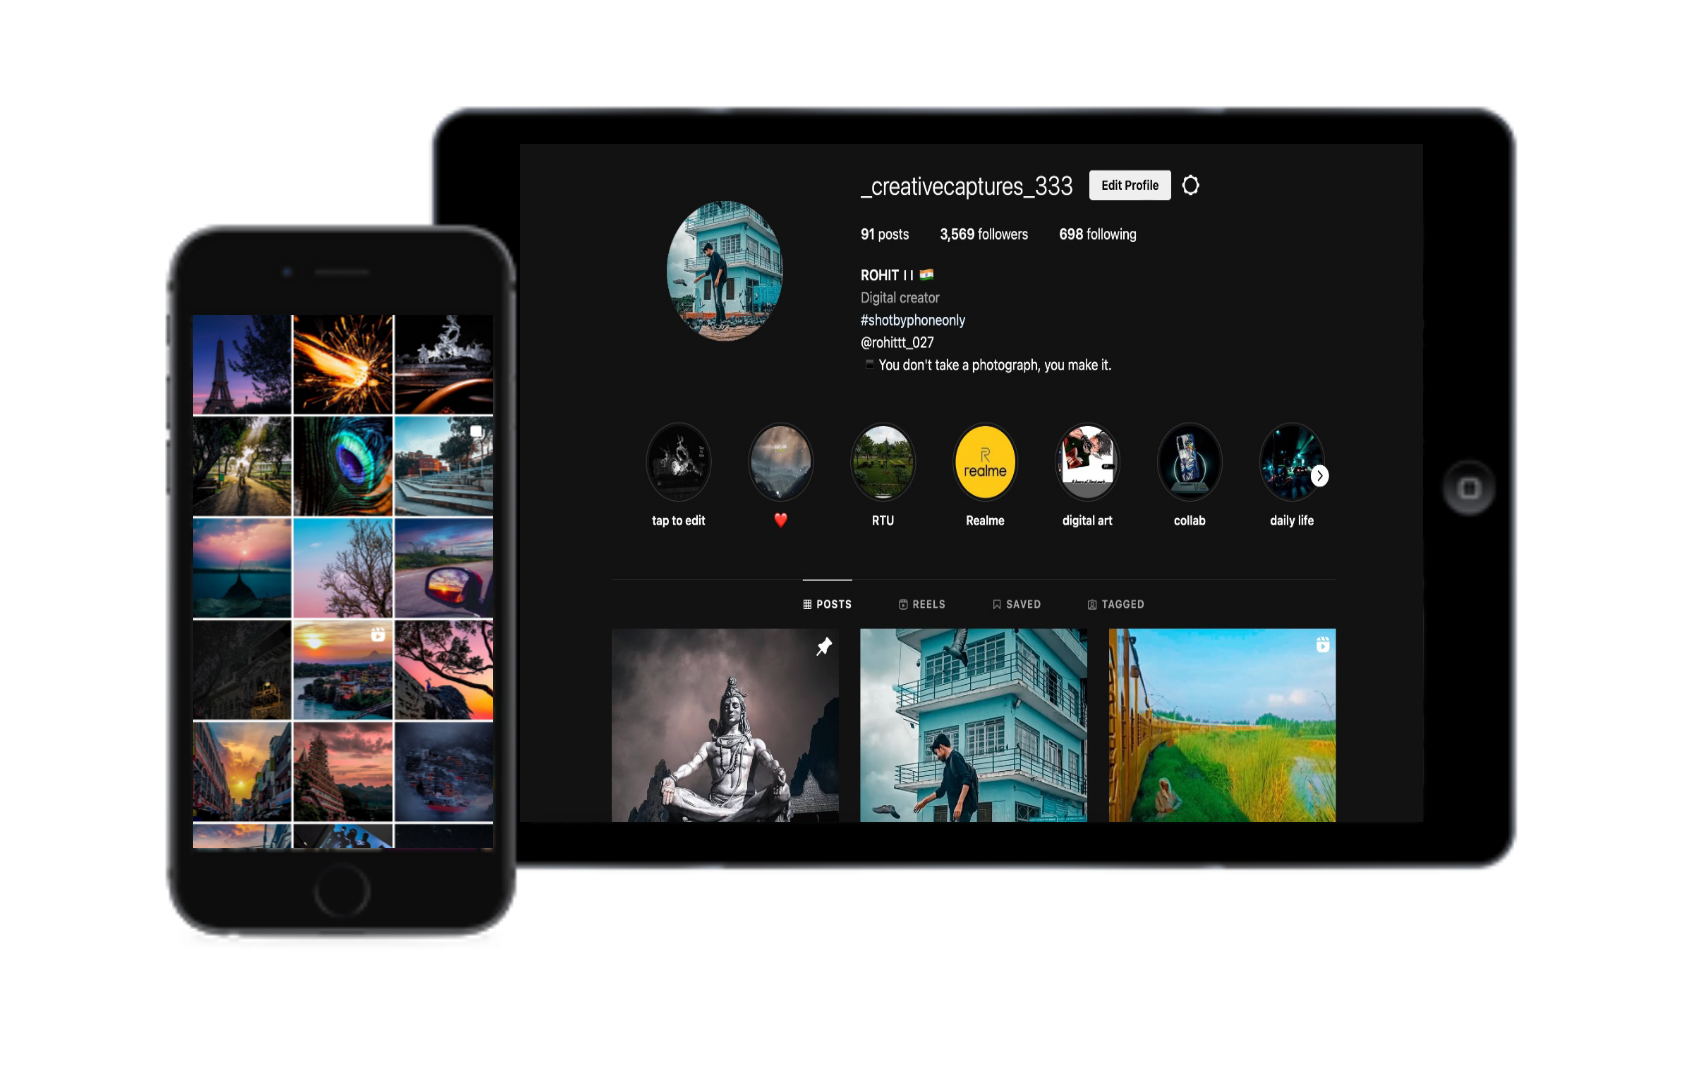 _creativecaptures_333 Edit Profile
91 posts 3,569 followers 698 following
ROHIT I I 🇮🇳
Digital creator
#shotbyphoneonly
@rohittt_027
You don't take a photograph, you make it.
R
realme
tap to edit ❤️ RTU Realme digital art collab daily life
POSTS REELS SAVED TAGGED